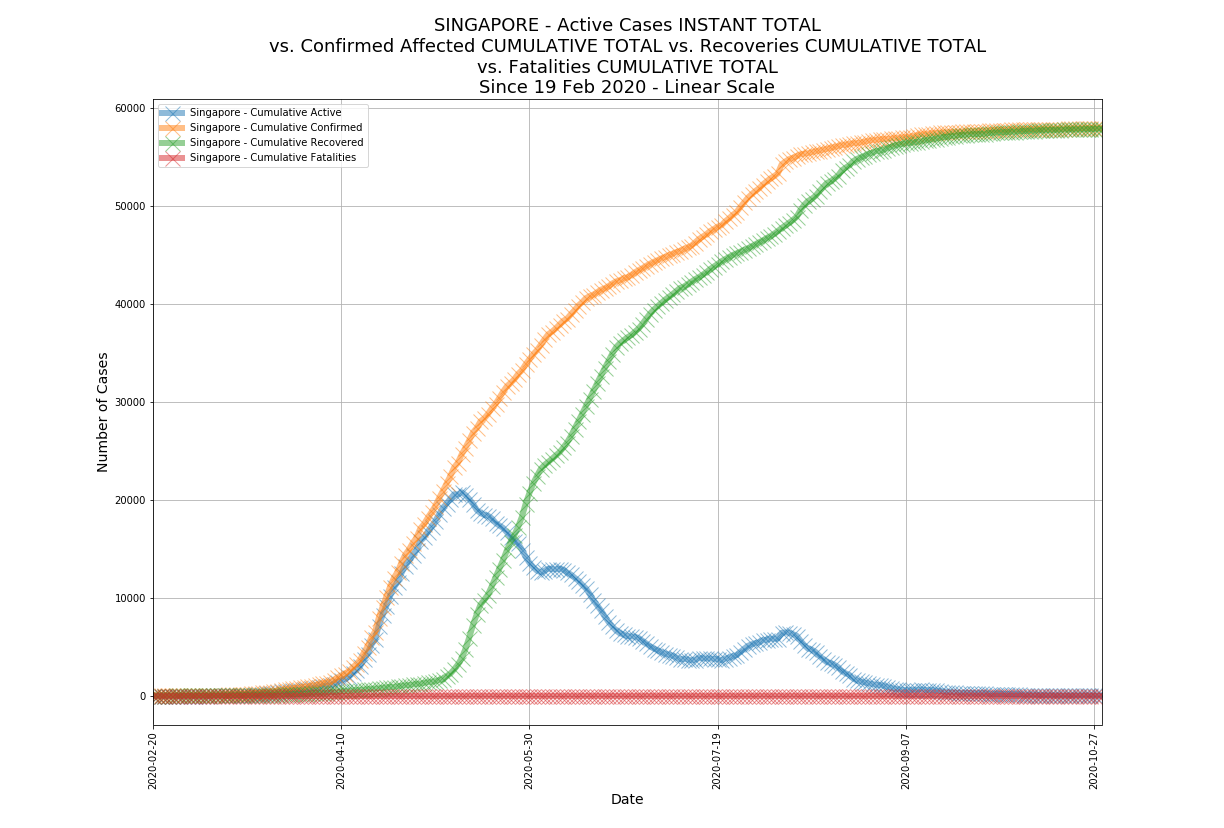 SINGAPORE - Active Cases INSTANT TOTAL
vs. Confirmed Affected CUMULATIVE TOTAL vs. Recoveries CUMULATIVE TOTAL
vs. Fatalities CUMULATIVE TOTAL
Since 19 Feb 2020 - Linear Scale
Singapore - Cumulative Active
Singapore - Cumulative Confirmed
Singapore - Cumulative Recovered
Singapore - Cumulative Fatalities
Number of Cases
60000
50000
40000
30000
20000
10000
0
2020-02-20
2020-04-10
2020-05-30
2020-07-19
2020-09-07
2020-10-27
Date